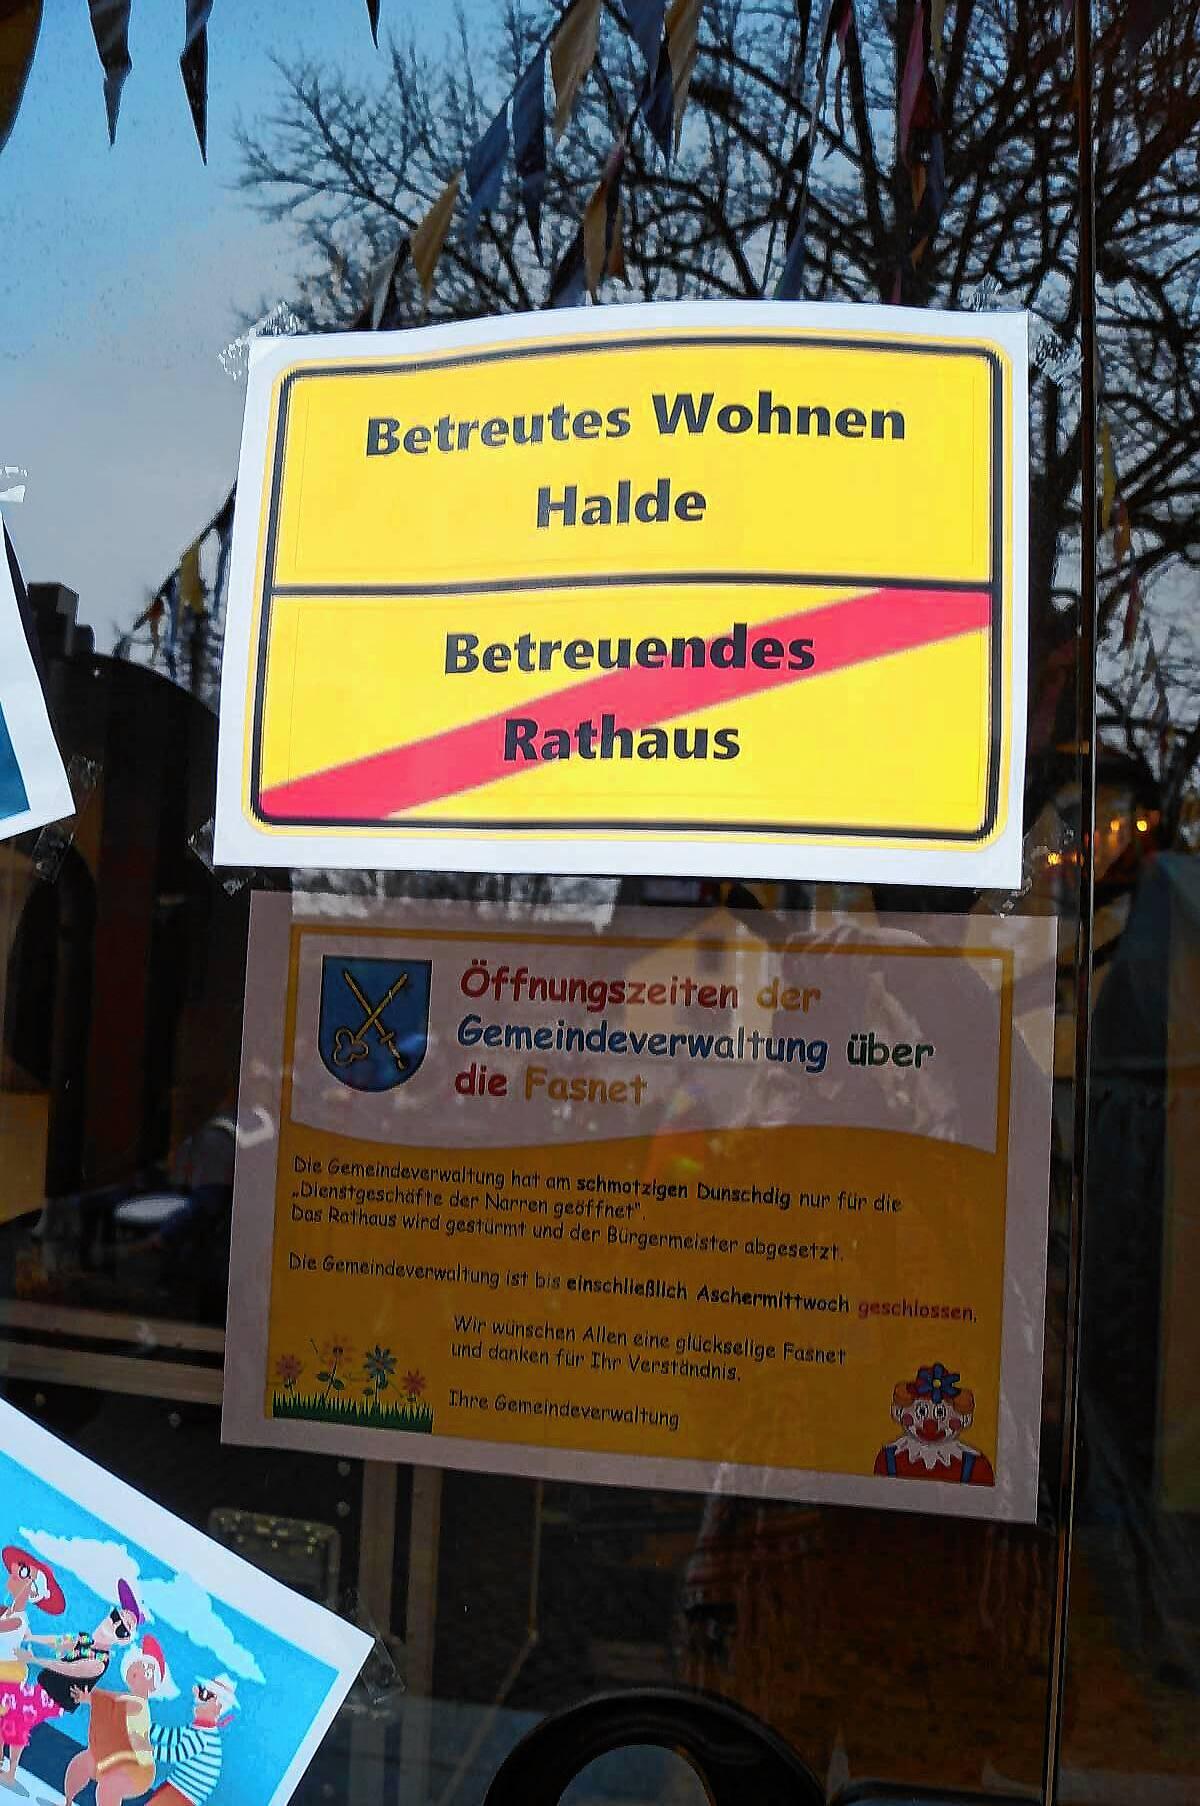 Betreutes Wohnen
Halde
Betreuendes
Rathaus
Öffnungszeiten der
Gemeindeverwaltung über
die Fasnet
Die Gemeindeverwaltung hat am schmotzigen Dunschdig nur für die
„Dienstgeschäfte der Narren geöffnet".
Das Rathaus wird gestürmt und der Bürgermeister abgesetzt.
Die Gemeindeverwaltung ist bis einschließlich Aschermittwoch geschlossen.
Wir wünschen Allen eine glückselige Fasnet
und danken für Ihr Verständnis.
Ihre Gemeindeverwaltung